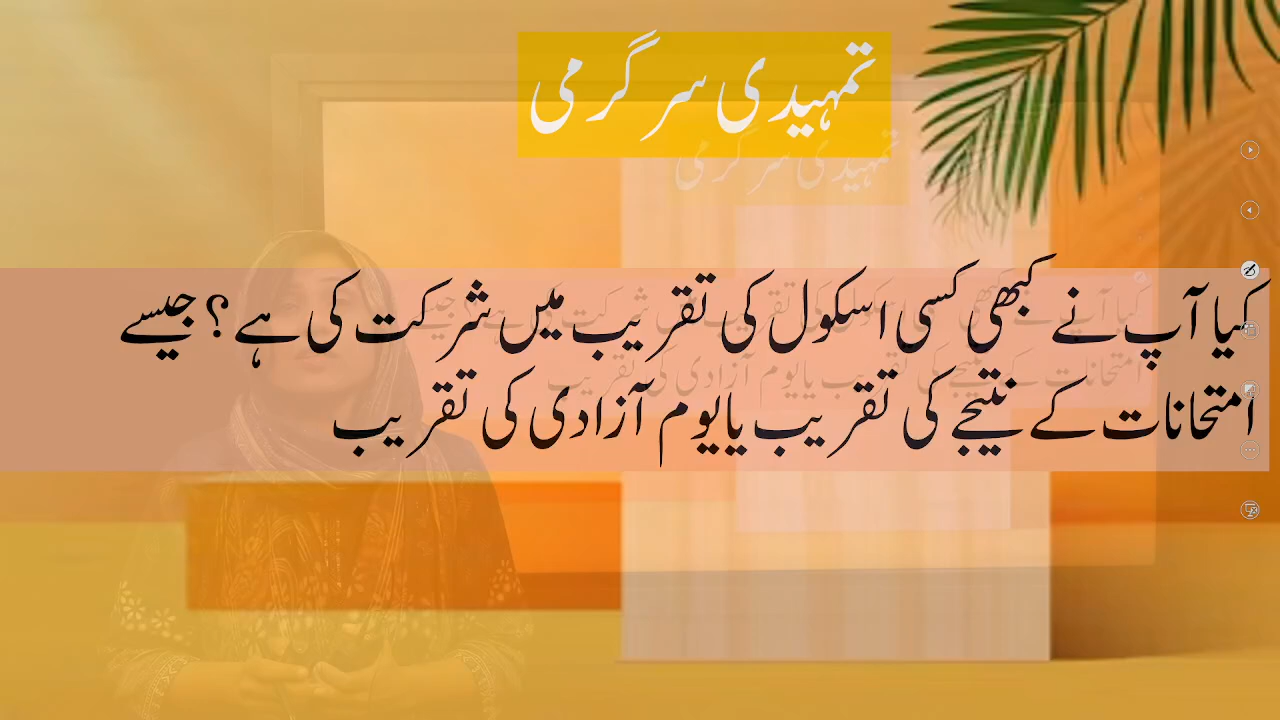 تمہیدی سرگرمی
کیا آپ نے کبھی کسی اسکول کی تقریب میں شرکت کی ہے؟ جیسے
امتحانات کے نتیجے کی تقریب یا یوم آزادی کی تقریب